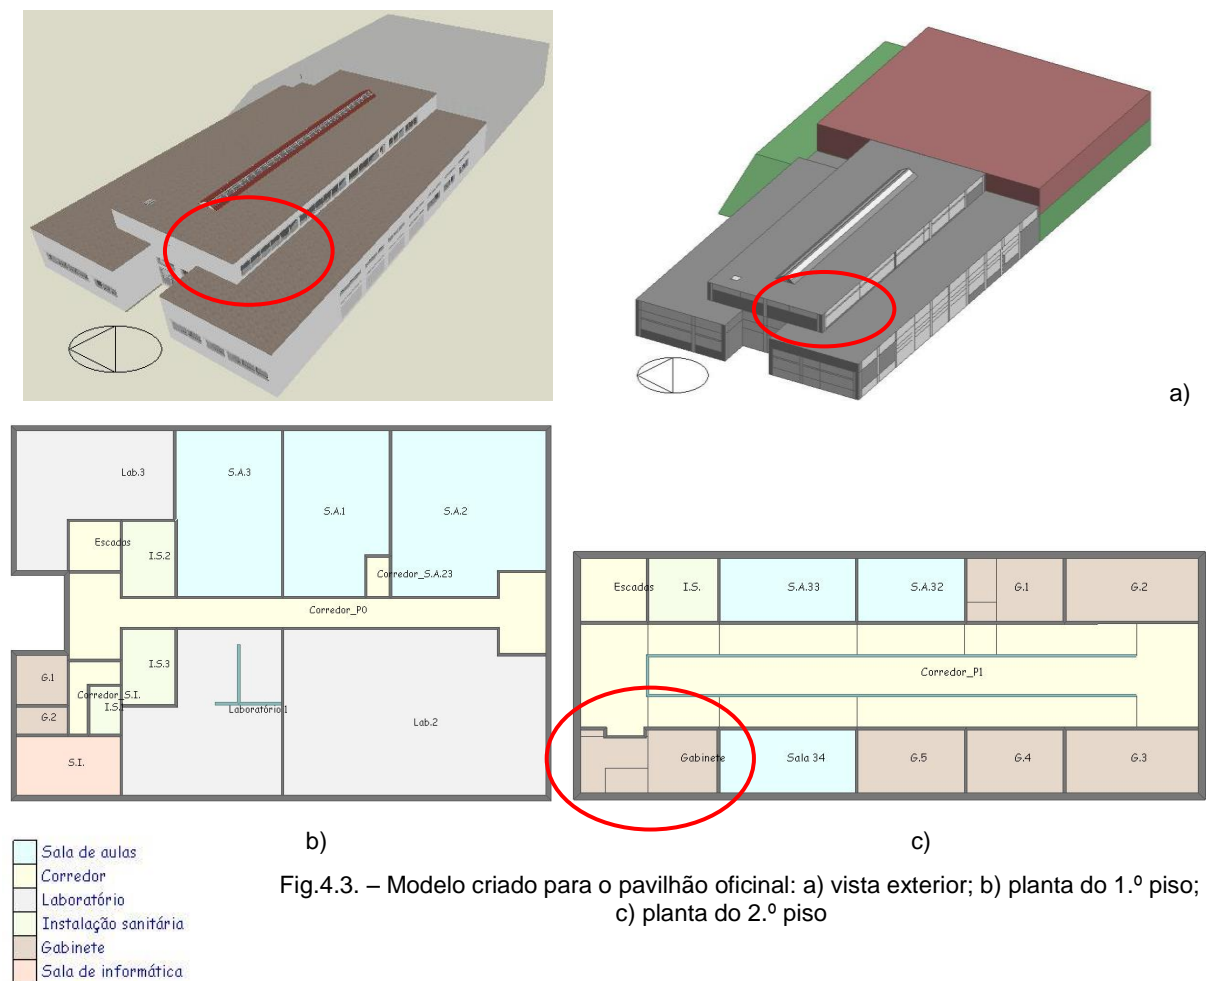 a)
Lab.3
S.A.3
S.A.1
S.A.2
Escadas
I.S.2
Corredor_S.A.23
Corredor_P0
I.S.3
G.1
Corredor_S.I.
I.S.1
G.2
Laboratório1
Lab.2
S.I.
Escadas
I.S.
S.A.33
S.A.32
G.1
G.2
Corredor_P1
Gabinete
Sala 34
G.5
G.4
G.3
b)
c)
Sala de aulas
Corredor
Laboratório
Instalação sanitária
Gabinete
Sala de informática
Fig.4.3. – Modelo criado para o pavilhão oficinal: a) vista exterior; b) planta do 1.º piso;
c) planta do 2.º piso